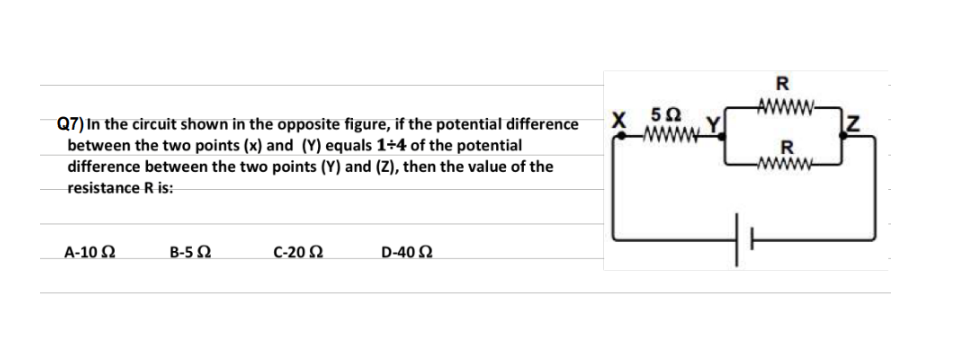 Q7) In the circuit shown in the opposite figure, if the potential difference
between the two points (x) and (Y) equals 1÷4 of the potential
difference between the two points (Y) and (Z), then the value of the
resistance R is:
A-10 Ω B-5 Ω C-20 Ω D-40 Ω
R
X 5 Ω Y Z
R